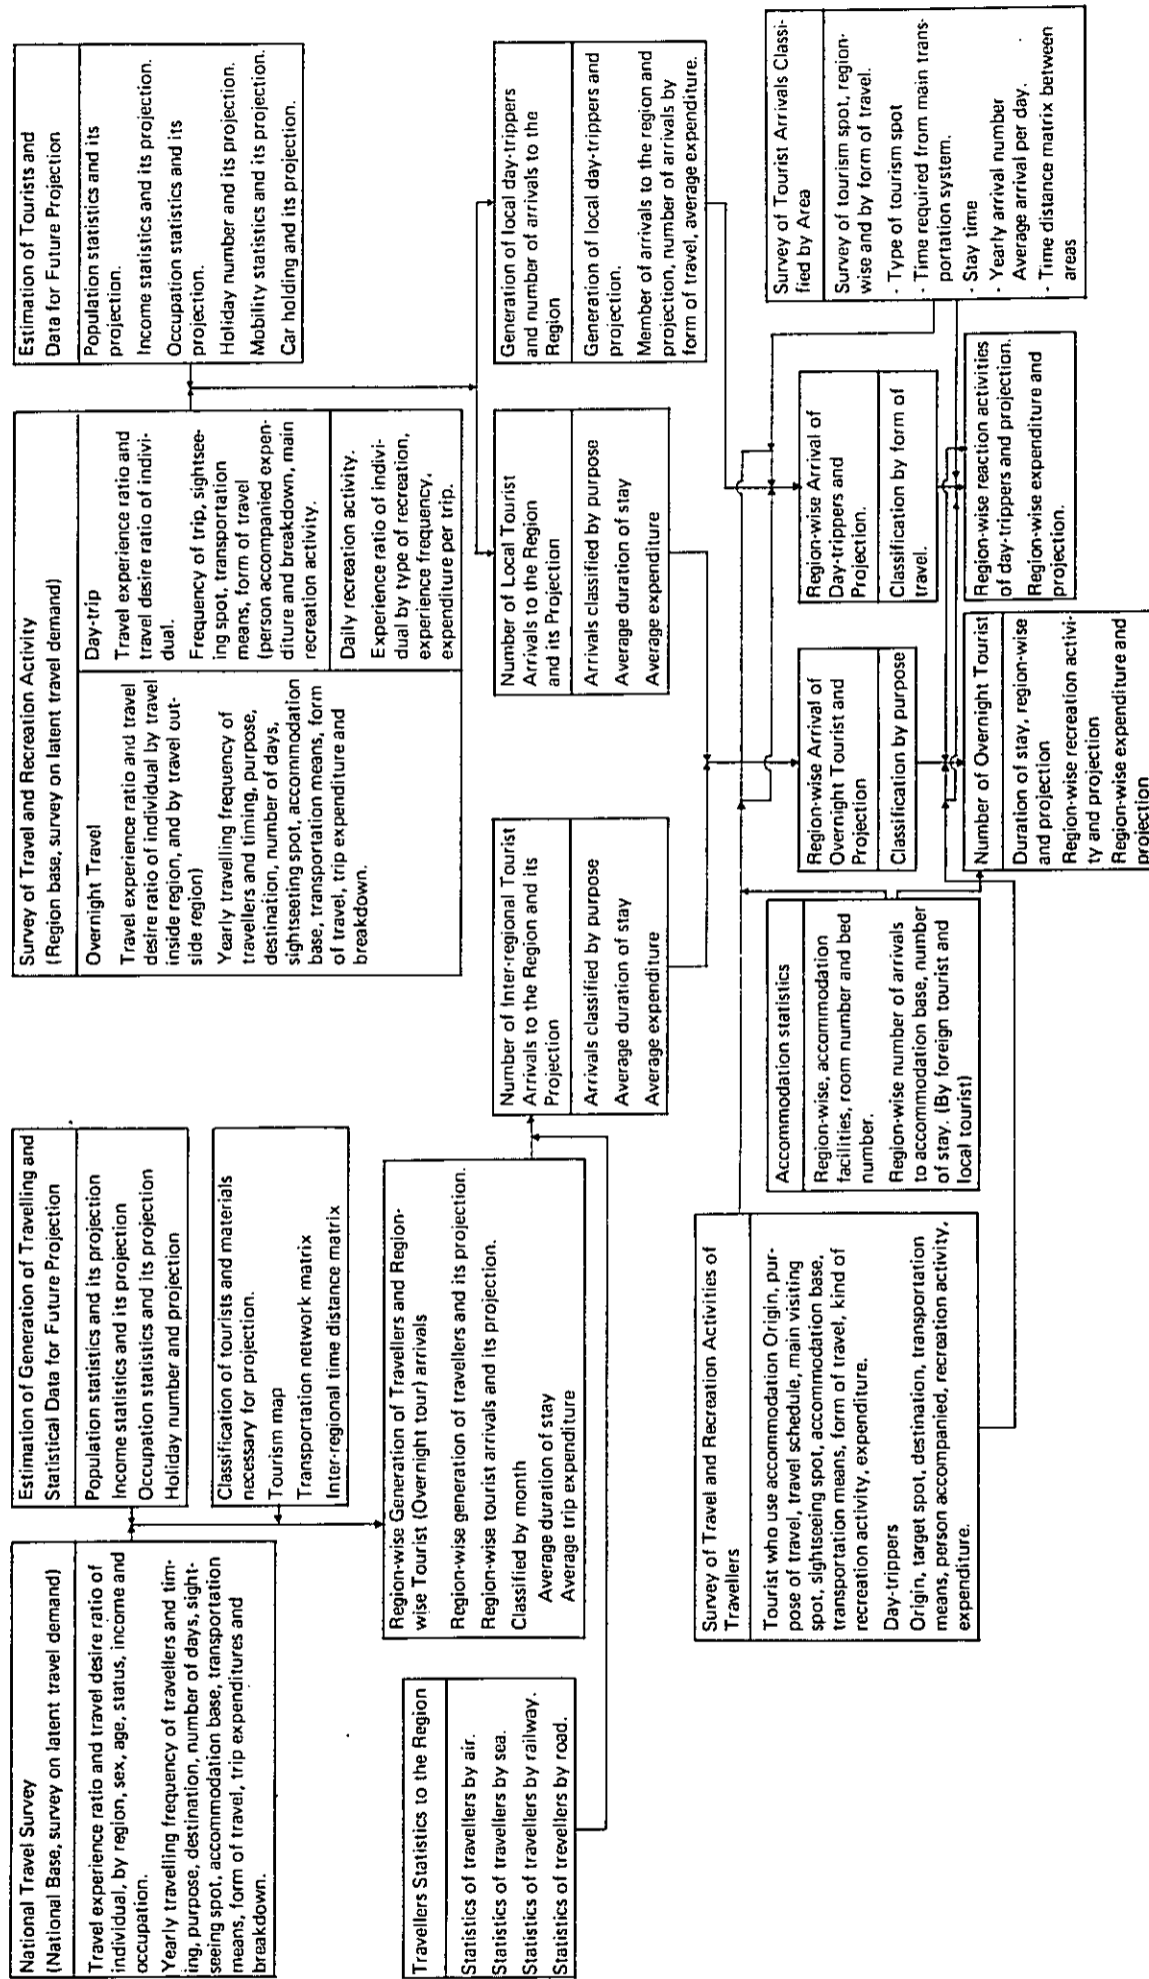 National Travel Survey
(National Base, survey on latent travel demand)
Travel experience ratio and travel desire ratio of
individual, by region, sex, age, status, income and
occupation.
Yearly travelling frequency of travellers and tim-
ing, purpose, destination, number of days, sight-
seeing spot, accommodation base, transportation
means, form of travel, trip expenditures and
breakdown.
Estimation of Generation of Travelling and
Statistical Data for Future Projection
Population statistics and its projection
Income statistics and its projection
Occupation statistics and its projection
Holiday number and projection
Classification of tourists and materials
necessary for projection.
Tourism map
Transportation network matrix
Inter-regional time distance matrix
Survey of Travel and Recreation Activity
(Region base, survey on latent travel demand)
Overnight Travel
Travel experience ratio and travel
desire ratio of individual by travel
inside region, and by travel out-
side region)
Yearly travelling frequency of
travellers and timing, purpose,
destination, number of days,
sightseeting spot, accommodation
base, transportation means, form
of travel, trip expenditure and
breakdown.
Day-trip
Travel experience ratio and
travel desire ratio of indivi-
dual.
Frequency of trip, sightsee-
ing spot, transportation
means, form of travel
(person accompanied expen-
diture and breakdown, main
recreation activity.
Daily recreation activity.
Experience ratio of indivi-
dual by type of recreation,
experience frequency,
expenditure per trip.
Estimation of Tourists and
Data for Future Projection
Population statistics and its
projection.
Income statistics and its projection.
Occupation statistics and its
projection.
Holiday number and its projection.
Mobility statistics and its projection.
Car holding and its projection.
Travellers Statistics to the Region
Statistics of travellers by air.
Statistics of travellers by sea.
Statistics of travellers by railway.
Statistics of trevellers by road.
Region-wise Generation of Travellers and Region-
wise Tourist (Overnight tour) arrivals
Region-wise generation of travellers and its projection.
Region-wise tourist arrivals and its projection.
Classified by month
Average duration of stay
Average trip expenditure
Number of Inter-regional Tourist
Arrivals to the Region and its
Projection
Arrivals classified by purpose
Average duration of stay
Average expenditure
Number of Local Tourist
Arrivals to the Region
and its Projection
Arrivals classified by purpose
Average duration of stay
Average expenditure
Generation of local day-trippers
and number of arrivals to the
Region
Generation of local day-trippers and
projection.
Member of arrivals to the region and
projection, number of arrivals by
form of travel, average expenditure.
Survey of Travel and Recreation Activities of
Travellers
Tourist who use accommodation Origin, pur-
pose of travel, travel schedule, main visiting
spot, sightseeing spot, accommodation base,
transportation means, form of travel, kind of
recreation activity, expenditure.
Day-trippers
Origin, target spot, destination, transportation
means, person accompanied, recreation activity,
expenditure.
Accommodation statistics
Region-wise, accommodation
facilities, room number and bed
number.
Region-wise number of arrivals
to accommodation base, number
of stay. (By foreign tourist and
local tourist)
Region-wise Arrival of
Overnight Tourist and
Projection
Classification by purpose
Region-wise Arrival of
Day-trippers and
Projection.
Classification by form of
travel.
Survey of Tourist Arrivals Classi-
fied by Area
Survey of tourism spot, region-
wise and by form of travel.
- Type of tourism spot
- Time required from main trans-
portation system.
- Stay time
- Yearly arrival number
Average arrival per day.
- Time distance matrix between
areas
Number of Overnight Tourist
Duration of stay, region-wise
and projection
Region-wise recreation activi-
ty and projection
Region-wise expenditure and
projection
Region-wise reaction activities
of day-trippers and projection.
Region-wise expenditure and
projection.